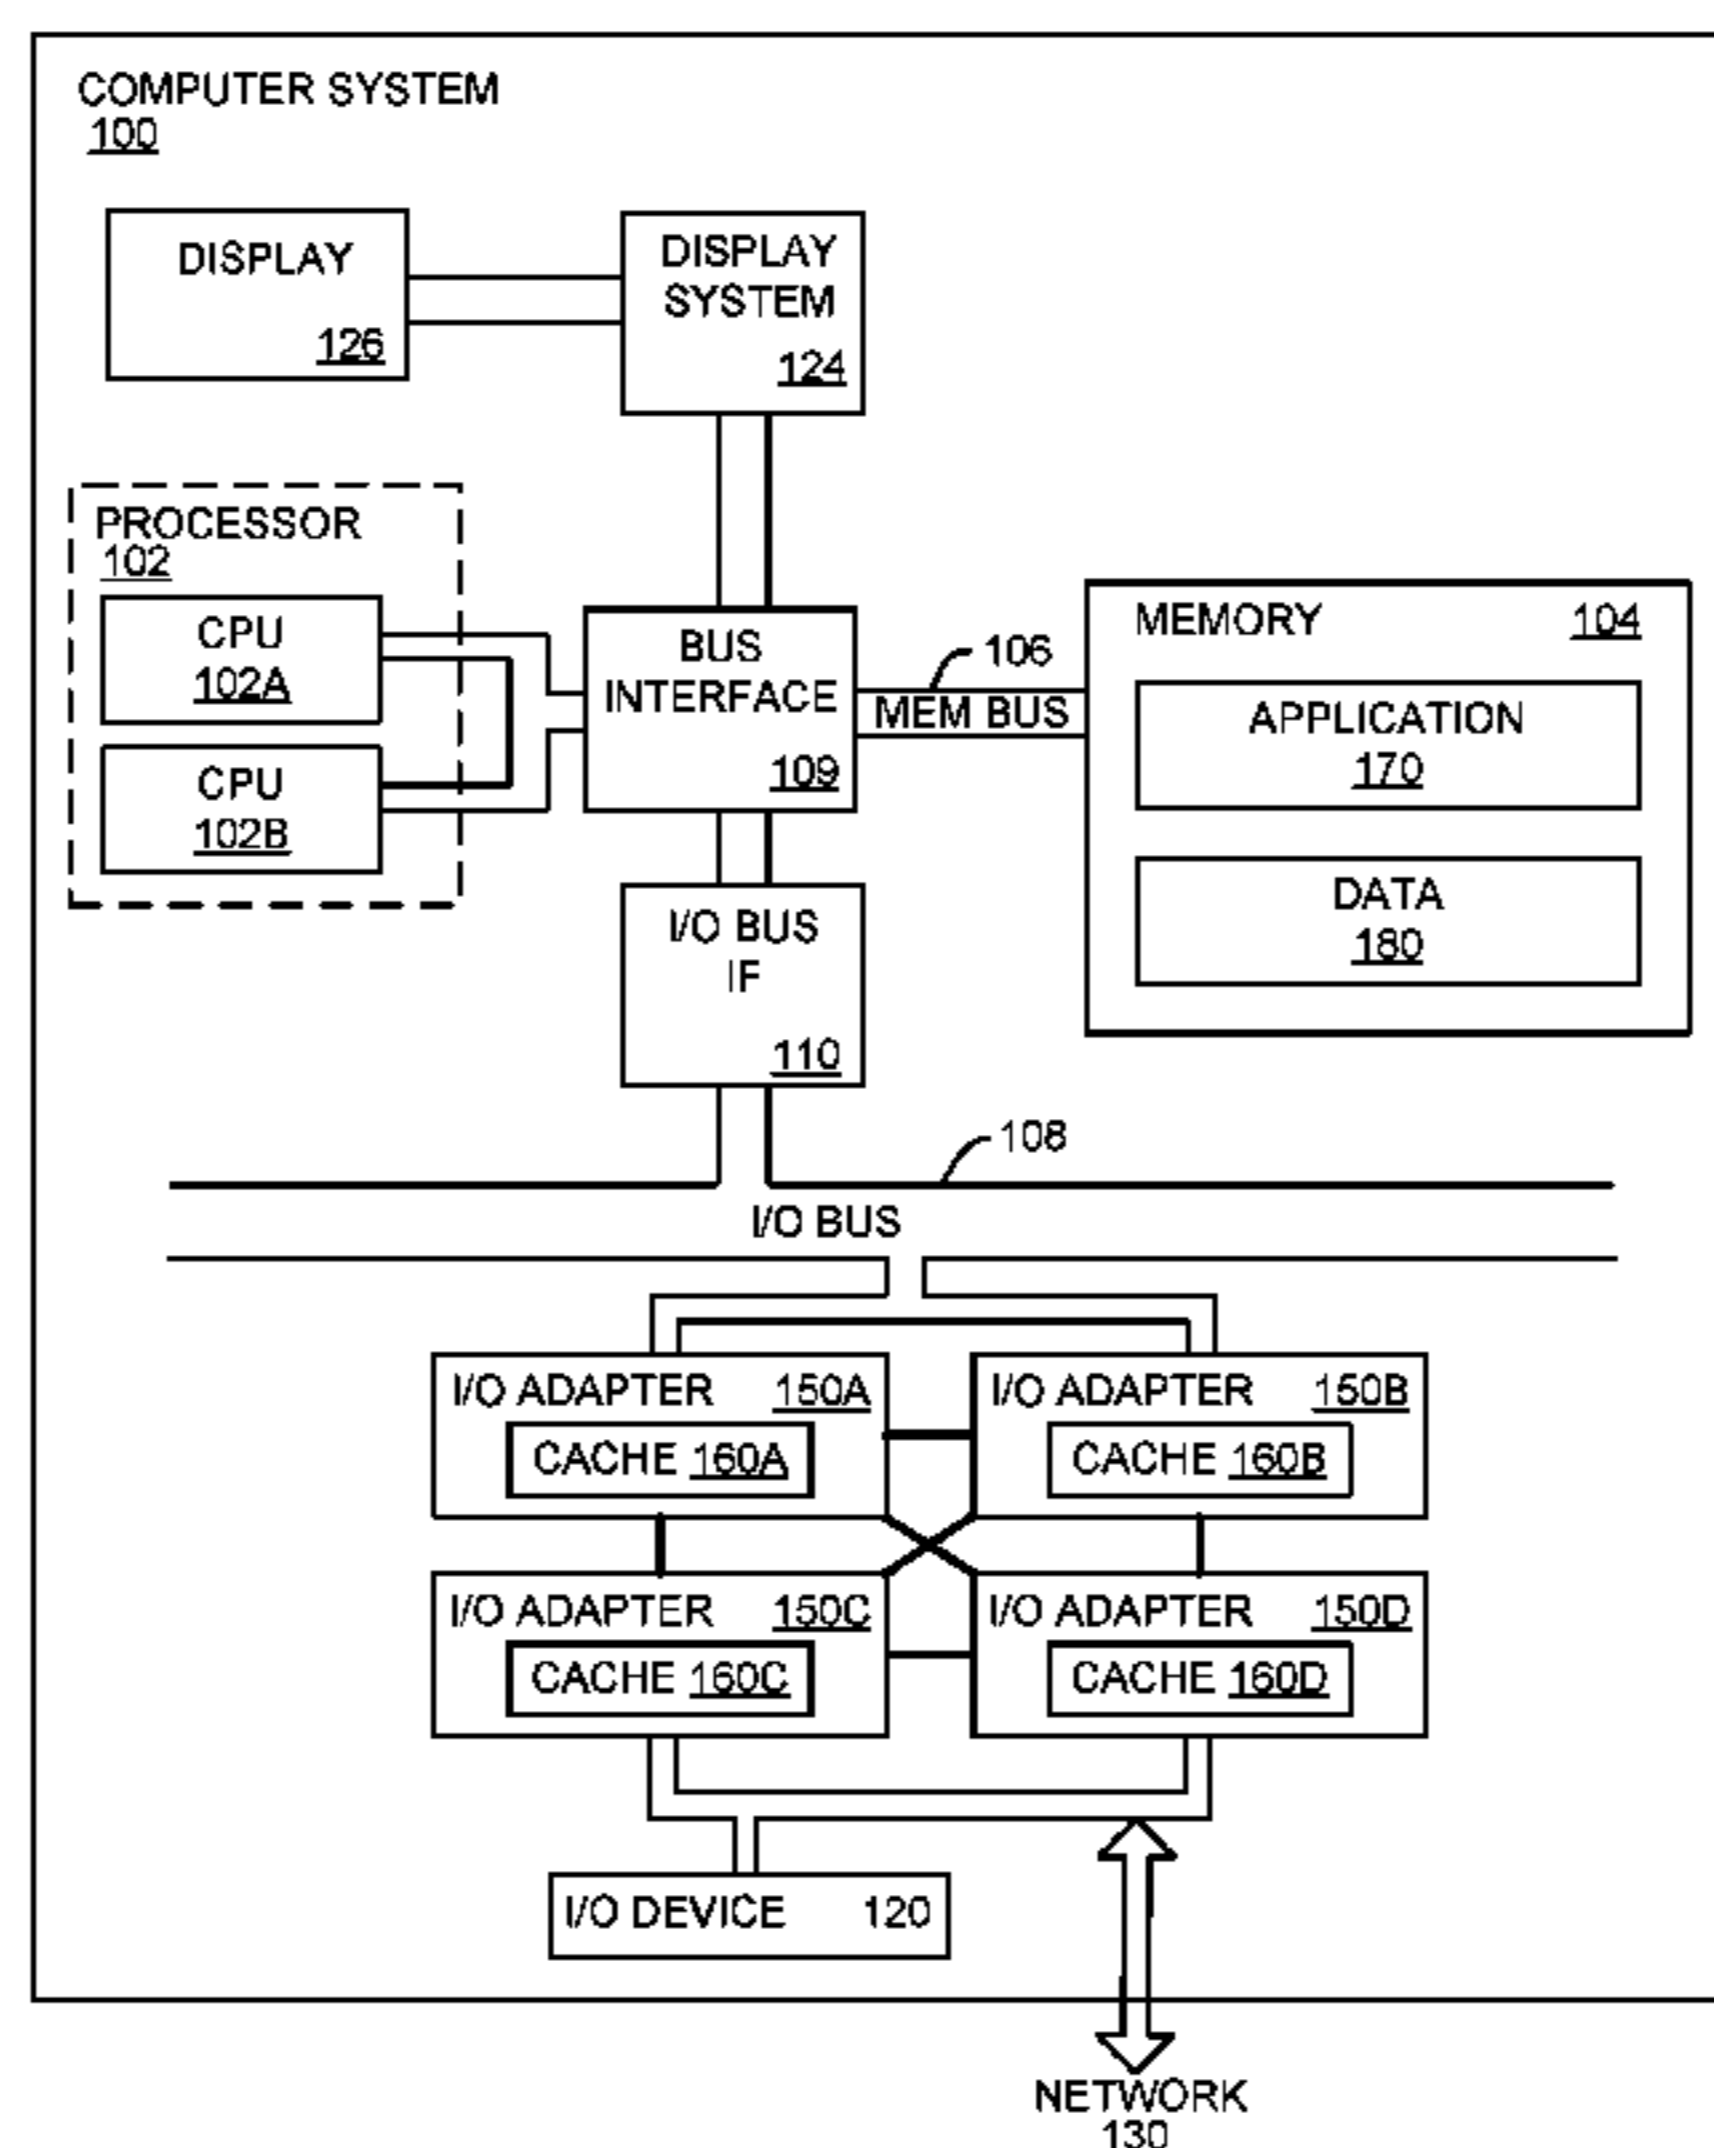 COMPUTER SYSTEM
100
DISPLAY
126
DISPLAY
SYSTEM
124
PROCESSOR
102
CPU
102A
CPU
102B
BUS
INTERFACE
109
106
MEM BUS
MEMORY 104
APPLICATION
170
DATA
180
I/O BUS
IF
110
108
I/O BUS
I/O ADAPTER 150A
CACHE 160A
I/O ADAPTER 150B
CACHE 160B
I/O ADAPTER 150C
CACHE 160C
I/O ADAPTER 150D
CACHE 160D
I/O DEVICE 120
NETWORK
130